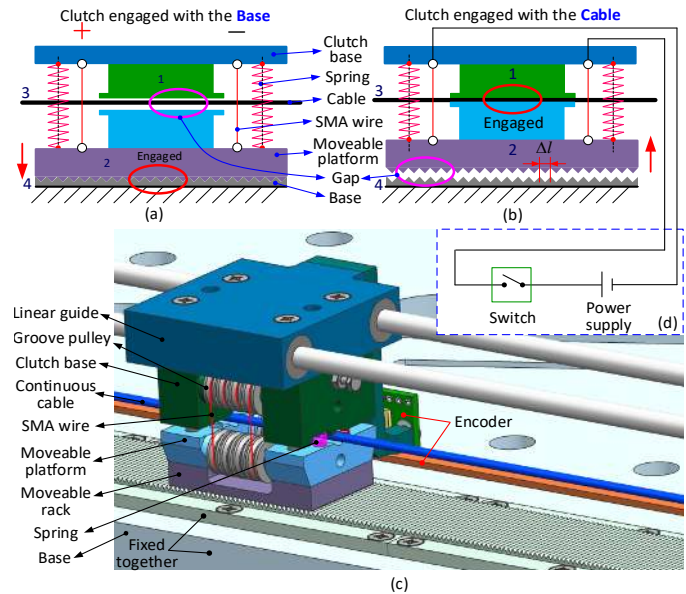 Clutch engaged with the Base
Clutch engaged with the Cable
+
−
Clutch
base
Spring
Cable
SMA wire
Moveable
platform
Gap
Base
1
3
2
Engaged
4
(a)
1
3
Engaged
2
Δl
4
(b)
Switch
Power
supply
(d)
Linear guide
Groove pulley
Clutch base
Continuous
cable
SMA wire
Moveable
platform
Moveable
rack
Spring
Base
Fixed
together
Encoder
(c)